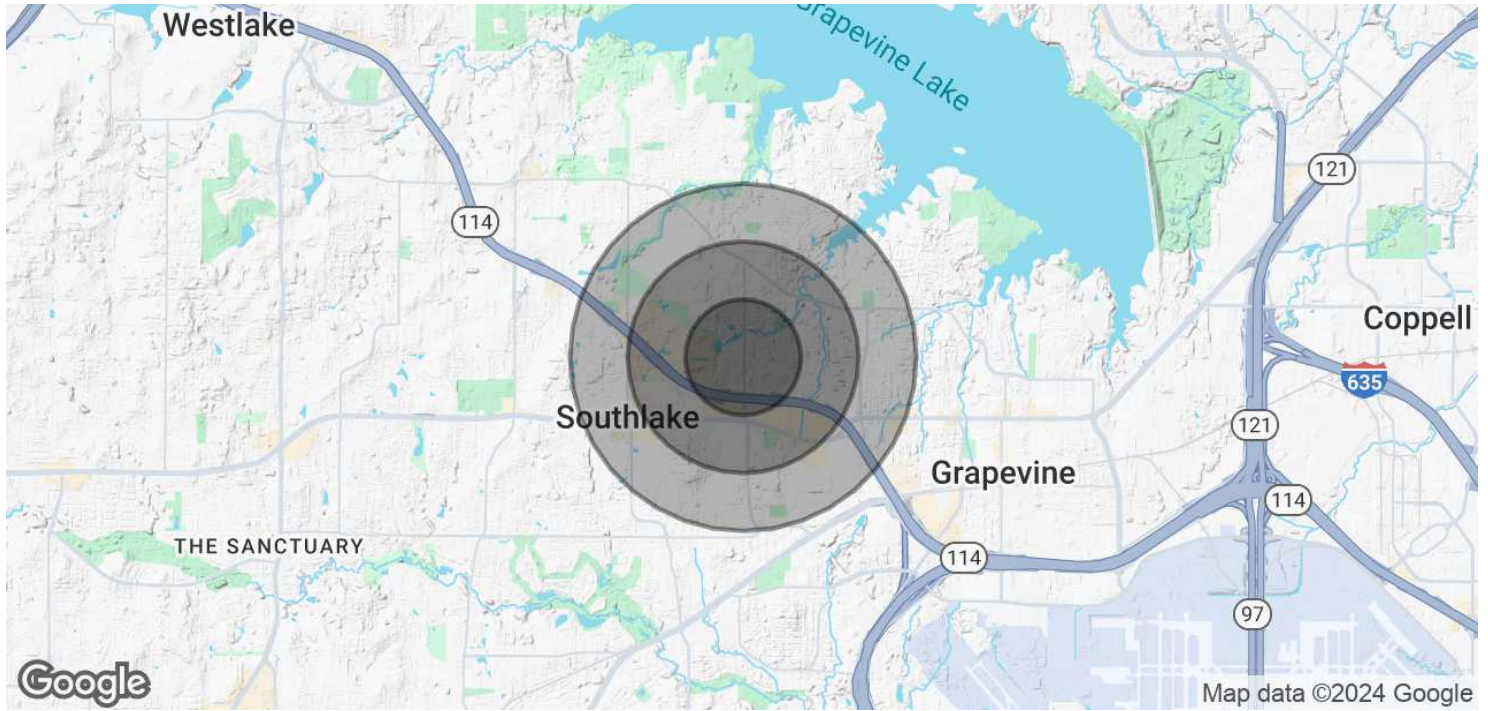 Westlake
Grapevine Lake
121
114
Coppell
635
Southlake
121
Grapevine
114
THE SANCTUARY
114
97
Google
Map data ©2024 Google